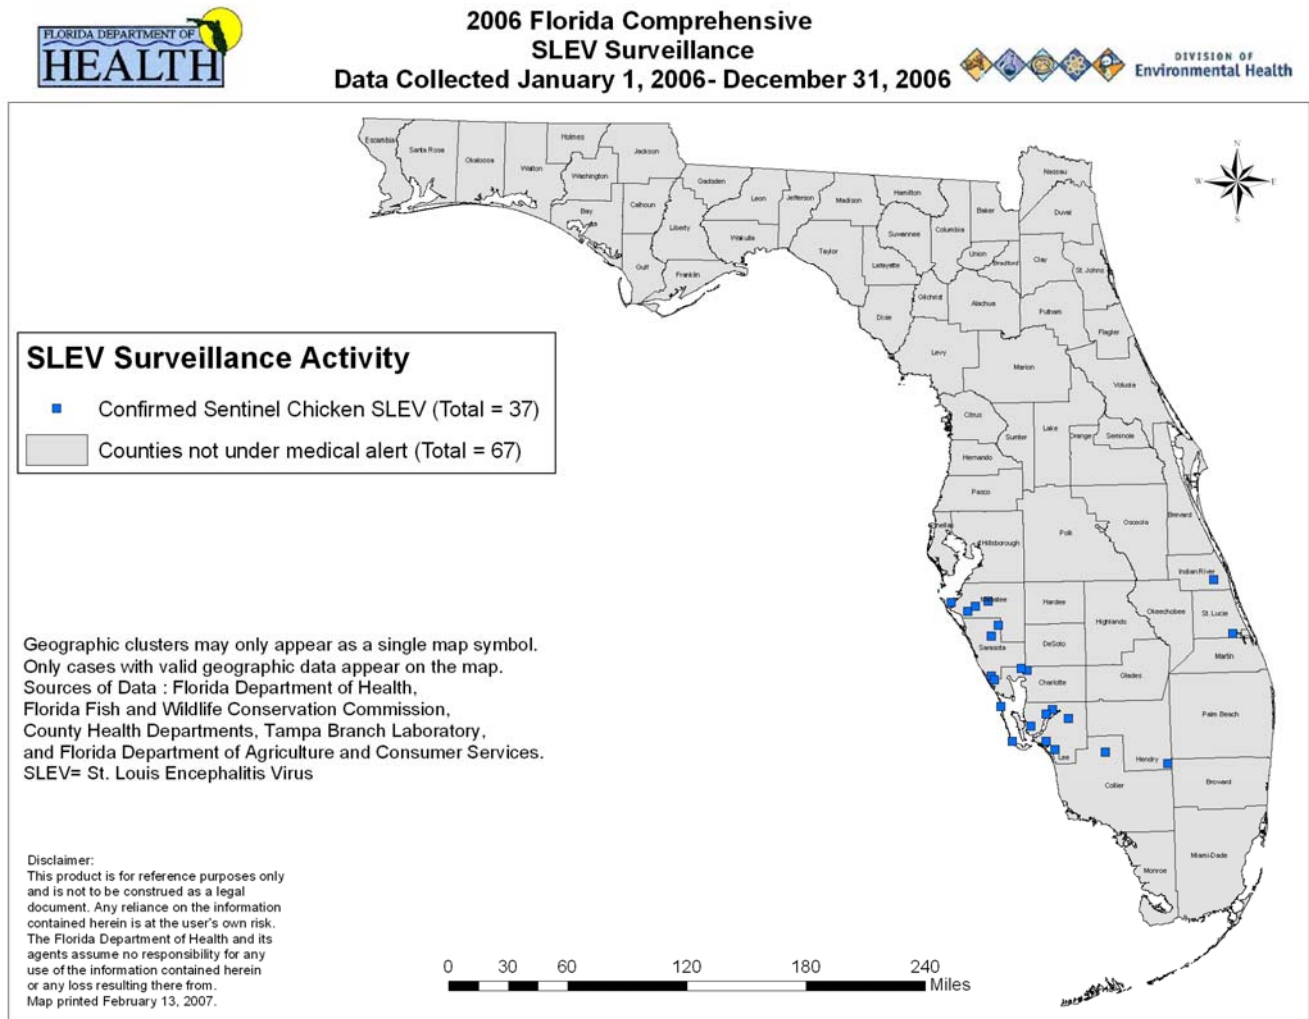 FLORIDA DEPARTMENT OF
HEALTH
2006 Florida Comprehensive
SLEV Surveillance
Data Collected January 1, 2006- December 31, 2006
DIVISION OF
Environmental Health
N
W
E
S
Escambia
Santa Rosa
Okaloosa
Walton
Holmes
Washington
Jackson
Bay
Calhoun
Gulf
Gadsden
Liberty
Franklin
Leon
Wakulla
Jefferson
Madison
Taylor
Hamilton
Suwannee
Lafayette
Dixie
Columbia
Baker
Nassau
Duval
Union
Bradford
Clay
St. Johns
Gilchrist
Alachua
Putnam
Flagler
Levy
Marion
Volusia
Citrus
Sumter
Lake
Orange
Seminole
Hernando
Pasco
Hillsborough
Polk
Osceola
Brevard
Indian River
Manatee
Hardee
Highlands
Okeechobee
St. Lucie
Sarasota
DeSoto
Martin
Charlotte
Glades
Palm Beach
Lee
Hendry
Collier
Broward
Monroe
Miami-Dade
SLEV Surveillance Activity
Confirmed Sentinel Chicken SLEV (Total = 37)
Counties not under medical alert (Total = 67)
Geographic clusters may only appear as a single map symbol.
Only cases with valid geographic data appear on the map.
Sources of Data : Florida Department of Health,
Florida Fish and Wildlife Conservation Commission,
County Health Departments, Tampa Branch Laboratory,
and Florida Department of Agriculture and Consumer Services.
SLEV= St. Louis Encephalitis Virus
Disclaimer:
This product is for reference purposes only
and is not to be construed as a legal
document. Any reliance on the information
contained herein is at the user's own risk.
The Florida Department of Health and its
agents assume no responsibility for any
use of the information contained herein
or any loss resulting there from.
Map printed February 13, 2007.
0 30 60 120 180 240
Miles